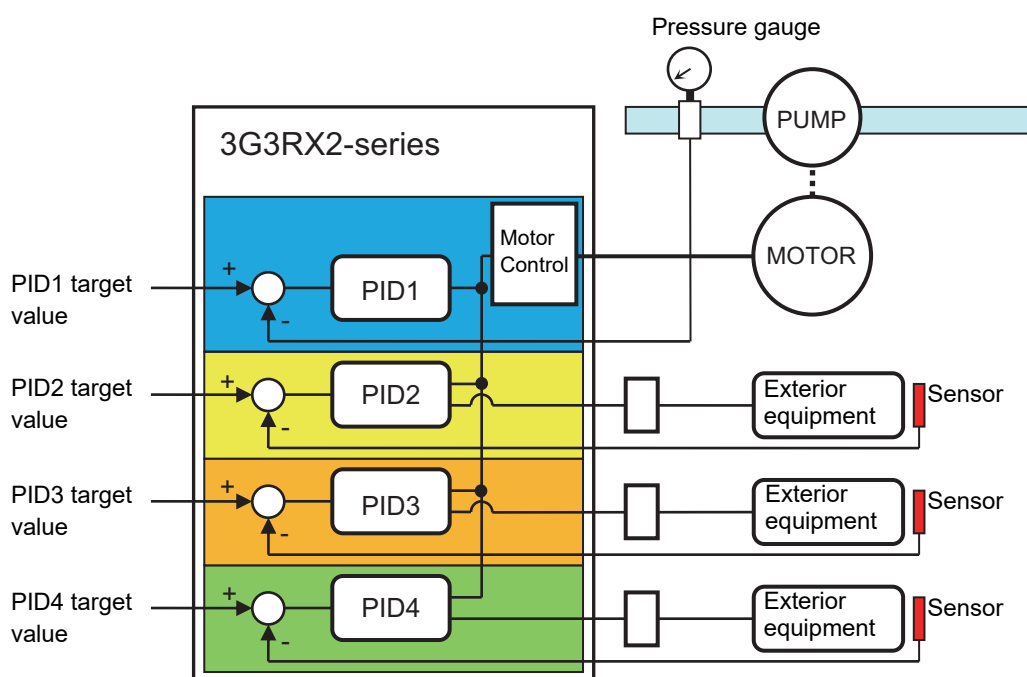 Pressure gauge
PUMP
3G3RX2-series
Motor
Control
MOTOR
PID1 target
value
+
-
PID1
PID2 target
value
+
-
PID2
Exterior
equipment
Sensor
PID3 target
value
+
-
PID3
Exterior
equipment
Sensor
PID4 target
value
+
-
PID4
Exterior
equipment
Sensor